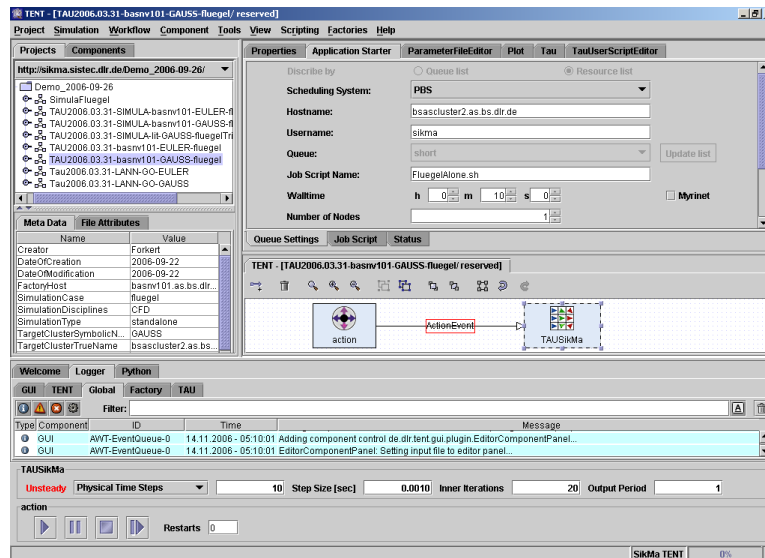 TENT - [TAU2006.03.31-basnv101-GAUSS-fluegel/ reserved]
Project Simulation Workflow Component Tools View Scripting Factories Help
Projects Components
http://sikma.sistec.dlr.de/Demo_2006-09-26/
Demo_2006-09-26
SimulaFluegel
TAU2006.03.31-SIMULA-basnv101-EULER-fl
TAU2006.03.31-SIMULA-basnv101-GAUSS-fl
TAU2006.03.31-SIMULA-lit-GAUSS-fluegelTri
TAU2006.03.31-basnv101-EULER-fluegel
TAU2006.03.31-basnv101-GAUSS-fluegel
Tau2006.03.31-LANN-GO-EULER
Tau2006.03.31-LANN-GO-GAUSS
Meta Data File Attributes
Name Value
Creator Forkert
DateOfCreation 2006-09-22
DateOfModification 2006-09-22
FactoryHost basnv101.as.bs.dlr...
SimulationCase fluegel
SimulationDisciplines CFD
SimulationType standalone
TargetClusterSymbolicN... GAUSS
TargetClusterTrueName bsascluster2.as.bs...
Properties Application Starter ParameterFileEditor Plot Tau TauUserScriptEditor
Discribe by Queue list Resource list
Scheduling System: PBS
Hostname: bsascluster2.as.bs.dlr.de
Username: sikma
Queue: short Update list
Job Script Name: FluegelAlone.sh
Walltime h 0 m 10 s 0 Myrinet
Number of Nodes 1
Queue Settings Job Script Status
TENT - [TAU2006.03.31-basnv101-GAUSS-fluegel/ reserved]
action ActionEvent TAUSikMa
Welcome Logger Python
GUI TENT Global Factory TAU
Filter: A
Type Component ID Time Message
GUI AWT-EventQueue-0 14.11.2006 - 05:10:01 Adding component control de.dlr.tent.gui.plugin.EditorComponentPanel...
GUI AWT-EventQueue-0 14.11.2006 - 05:10:01 EditorComponentPanel: Setting input file to editor panel...
TAUSikMa
Unsteady Physical Time Steps 10 Step Size [sec] 0.0010 Inner Iterations 20 Output Period 1
action
Restarts 0
SikMa TENT 0%